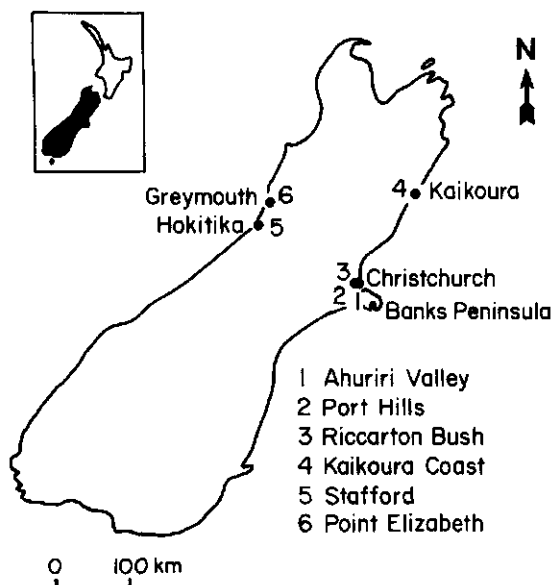 N
Greymouth 6
Hokitika 5
4 Kaikoura
3 Christchurch
2 1 Banks Peninsula
1 Ahuriri Valley
2 Port Hills
3 Riccarton Bush
4 Kaikoura Coast
5 Stafford
6 Point Elizabeth
0 100 km